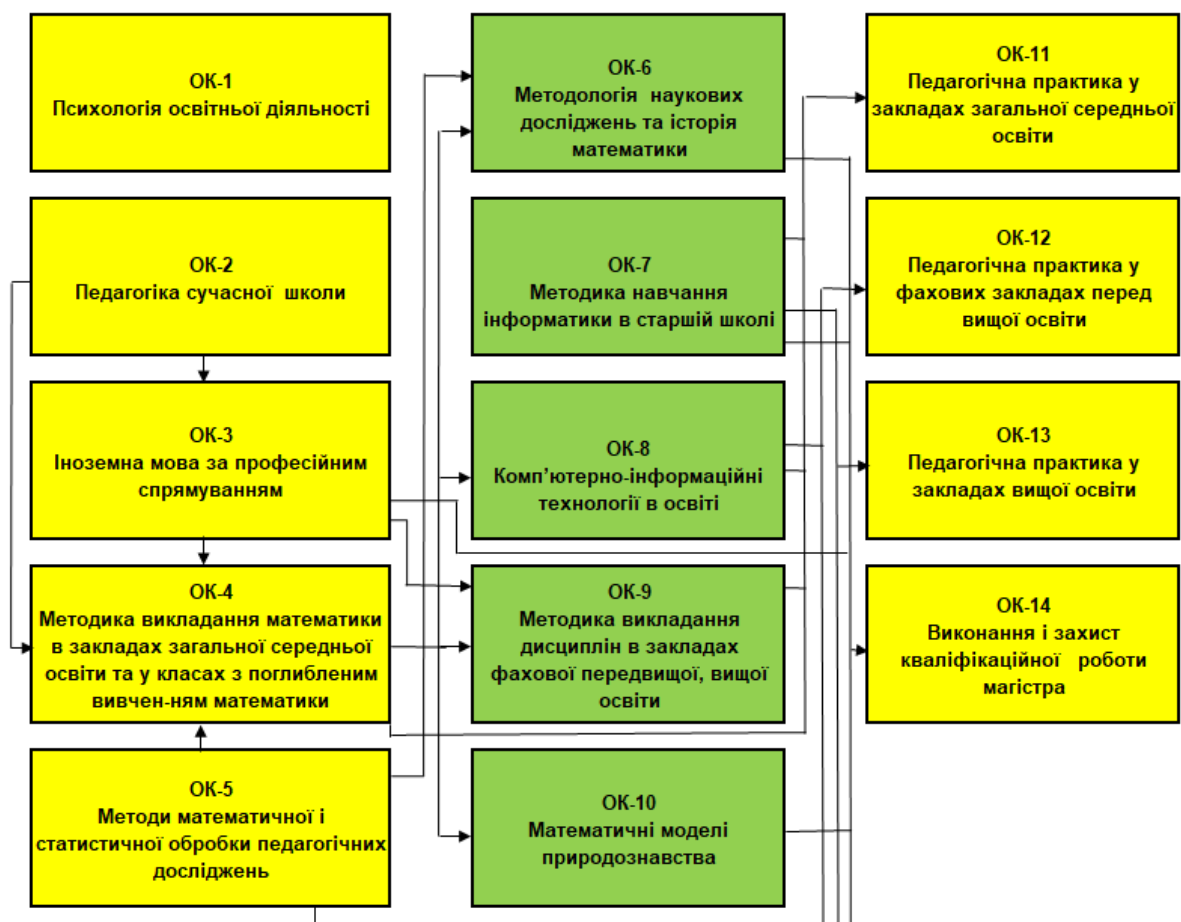 ОК-1
Психологія освітньої діяльності
ОК-2
Педагогіка сучасної школи
ОК-3
Іноземна мова за професійним
спрямуванням
ОК-4
Методика викладання математики
в закладах загальної середньої
освіти та у класах з поглибленим
вивчен-ням математики
ОК-5
Методи математичної і
статистичної обробки педагогічних
досліджень
ОК-6
Методологія наукових
досліджень та історія
математики
ОК-7
Методика навчання
інформатики в старшій школі
ОК-8
Комп’ютерно-інформаційні
технології в освіті
ОК-9
Методика викладання
дисциплін в закладах
фахової передвищої, вищої
освіти
ОК-10
Математичні моделі
природознавства
ОК-11
Педагогічна практика у
закладах загальної середньої
освіти
ОК-12
Педагогічна практика у
фахових закладах перед
вищої освіти
ОК-13
Педагогічна практика у
закладах вищої освіти
ОК-14
Виконання і захист
кваліфікаційної роботи
магістра